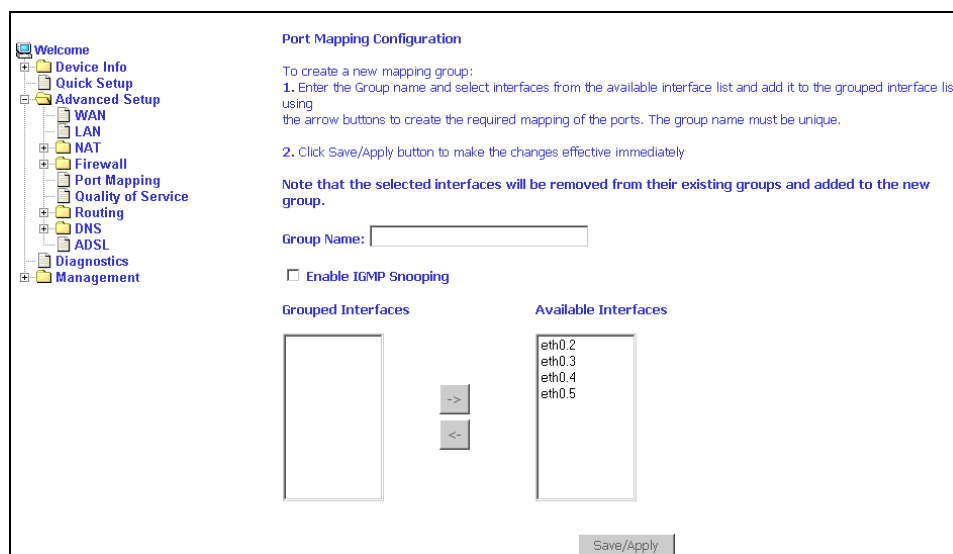 Welcome
Device Info
Quick Setup
Advanced Setup
WAN
LAN
NAT
Firewall
Port Mapping
Quality of Service
Routing
DNS
ADSL
Diagnostics
Management
Port Mapping Configuration
To create a new mapping group:
1. Enter the Group name and select interfaces from the available interface list and add it to the grouped interface lis
using
the arrow buttons to create the required mapping of the ports. The group name must be unique.
2. Click Save/Apply button to make the changes effective immediately
Note that the selected interfaces will be removed from their existing groups and added to the new
group.
Group Name:
Enable IGMP Snooping
Grouped Interfaces
Available Interfaces
eth0.2
eth0.3
eth0.4
eth0.5
->
<-
Save/Apply